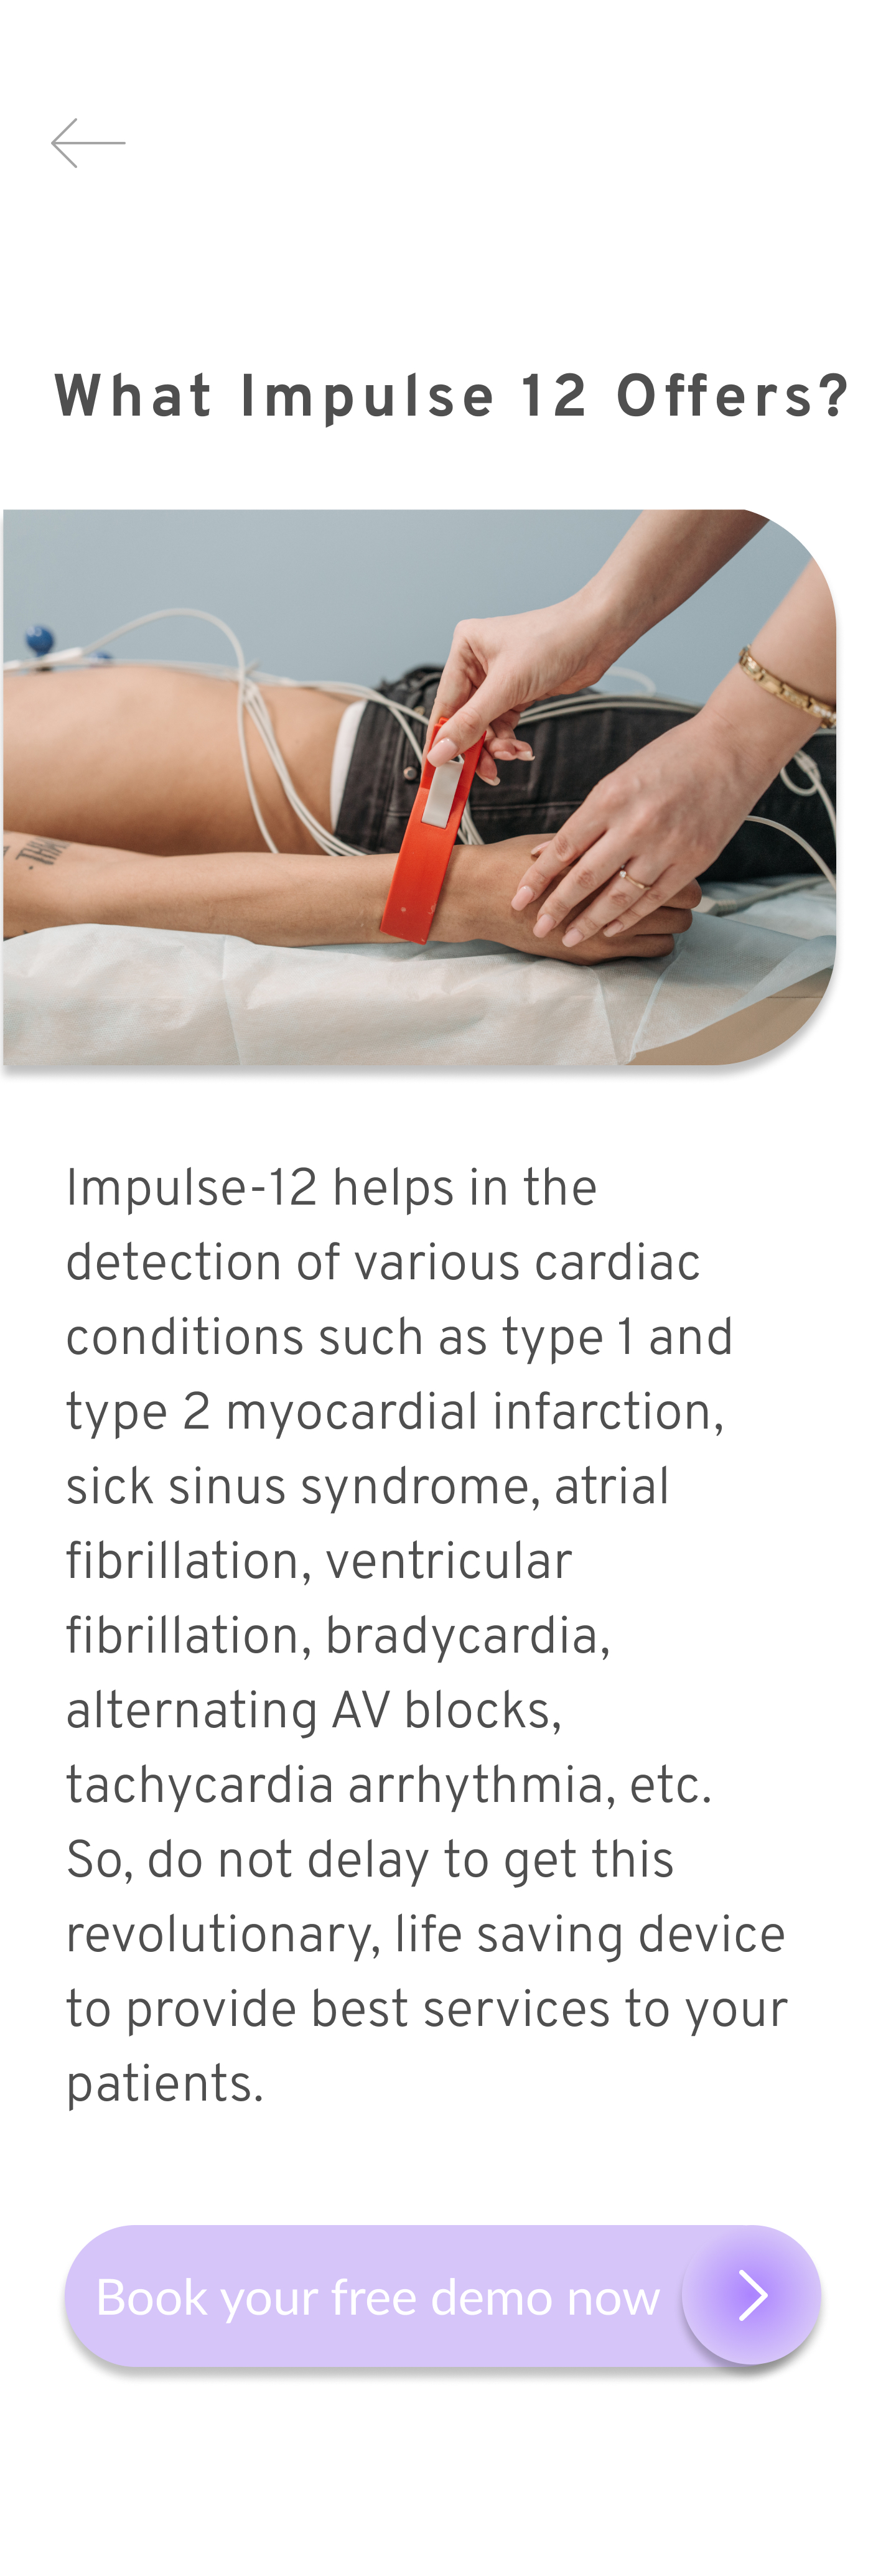 What Impulse 12 Offers?
Impulse-12 helps in the
detection of various cardiac
conditions such as type 1 and
type 2 myocardial infarction,
sick sinus syndrome, atrial
fibrillation, ventricular
fibrillation, bradycardia,
alternating AV blocks,
tachycardia arrhythmia, etc.
So, do not delay to get this
revolutionary, life saving device
to provide best services to your
patients.
Book your free demo now